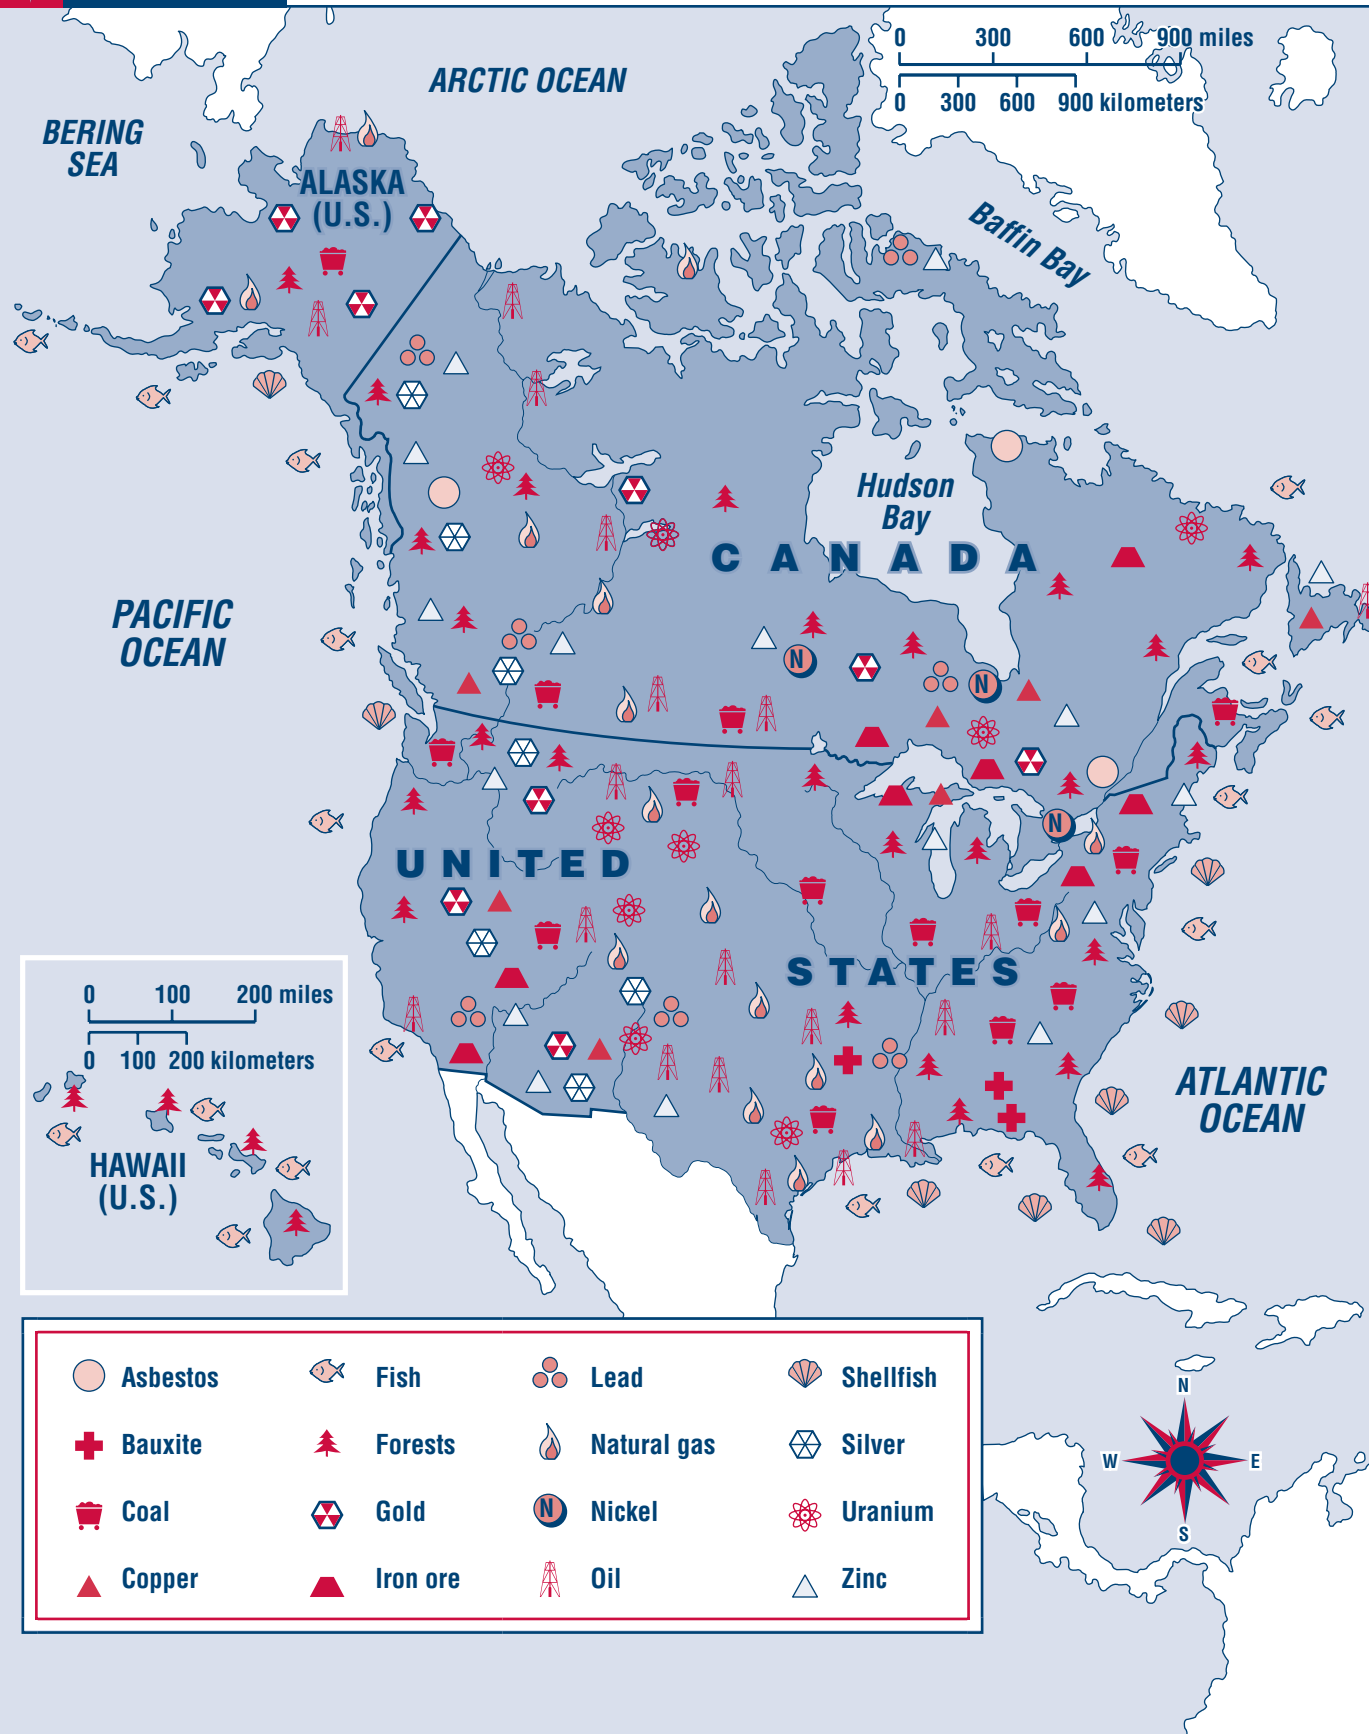 0 300 600 900 miles
0 300 600 900 kilometers
ARCTIC OCEAN
BERING
SEA
ALASKA
(U.S.)
Baffin Bay
Hudson
Bay
CANADA
PACIFIC
OCEAN
N
N
N
UNITED
STATES
0 100 200 miles
0 100 200 kilometers
HAWAII
(U.S.)
ATLANTIC
OCEAN
Asbestos
Fish
Lead
Shellfish
Bauxite
Forests
Natural gas
Silver
Coal
Gold
N
Nickel
Uranium
Copper
Iron ore
Oil
Zinc
N
W
E
S